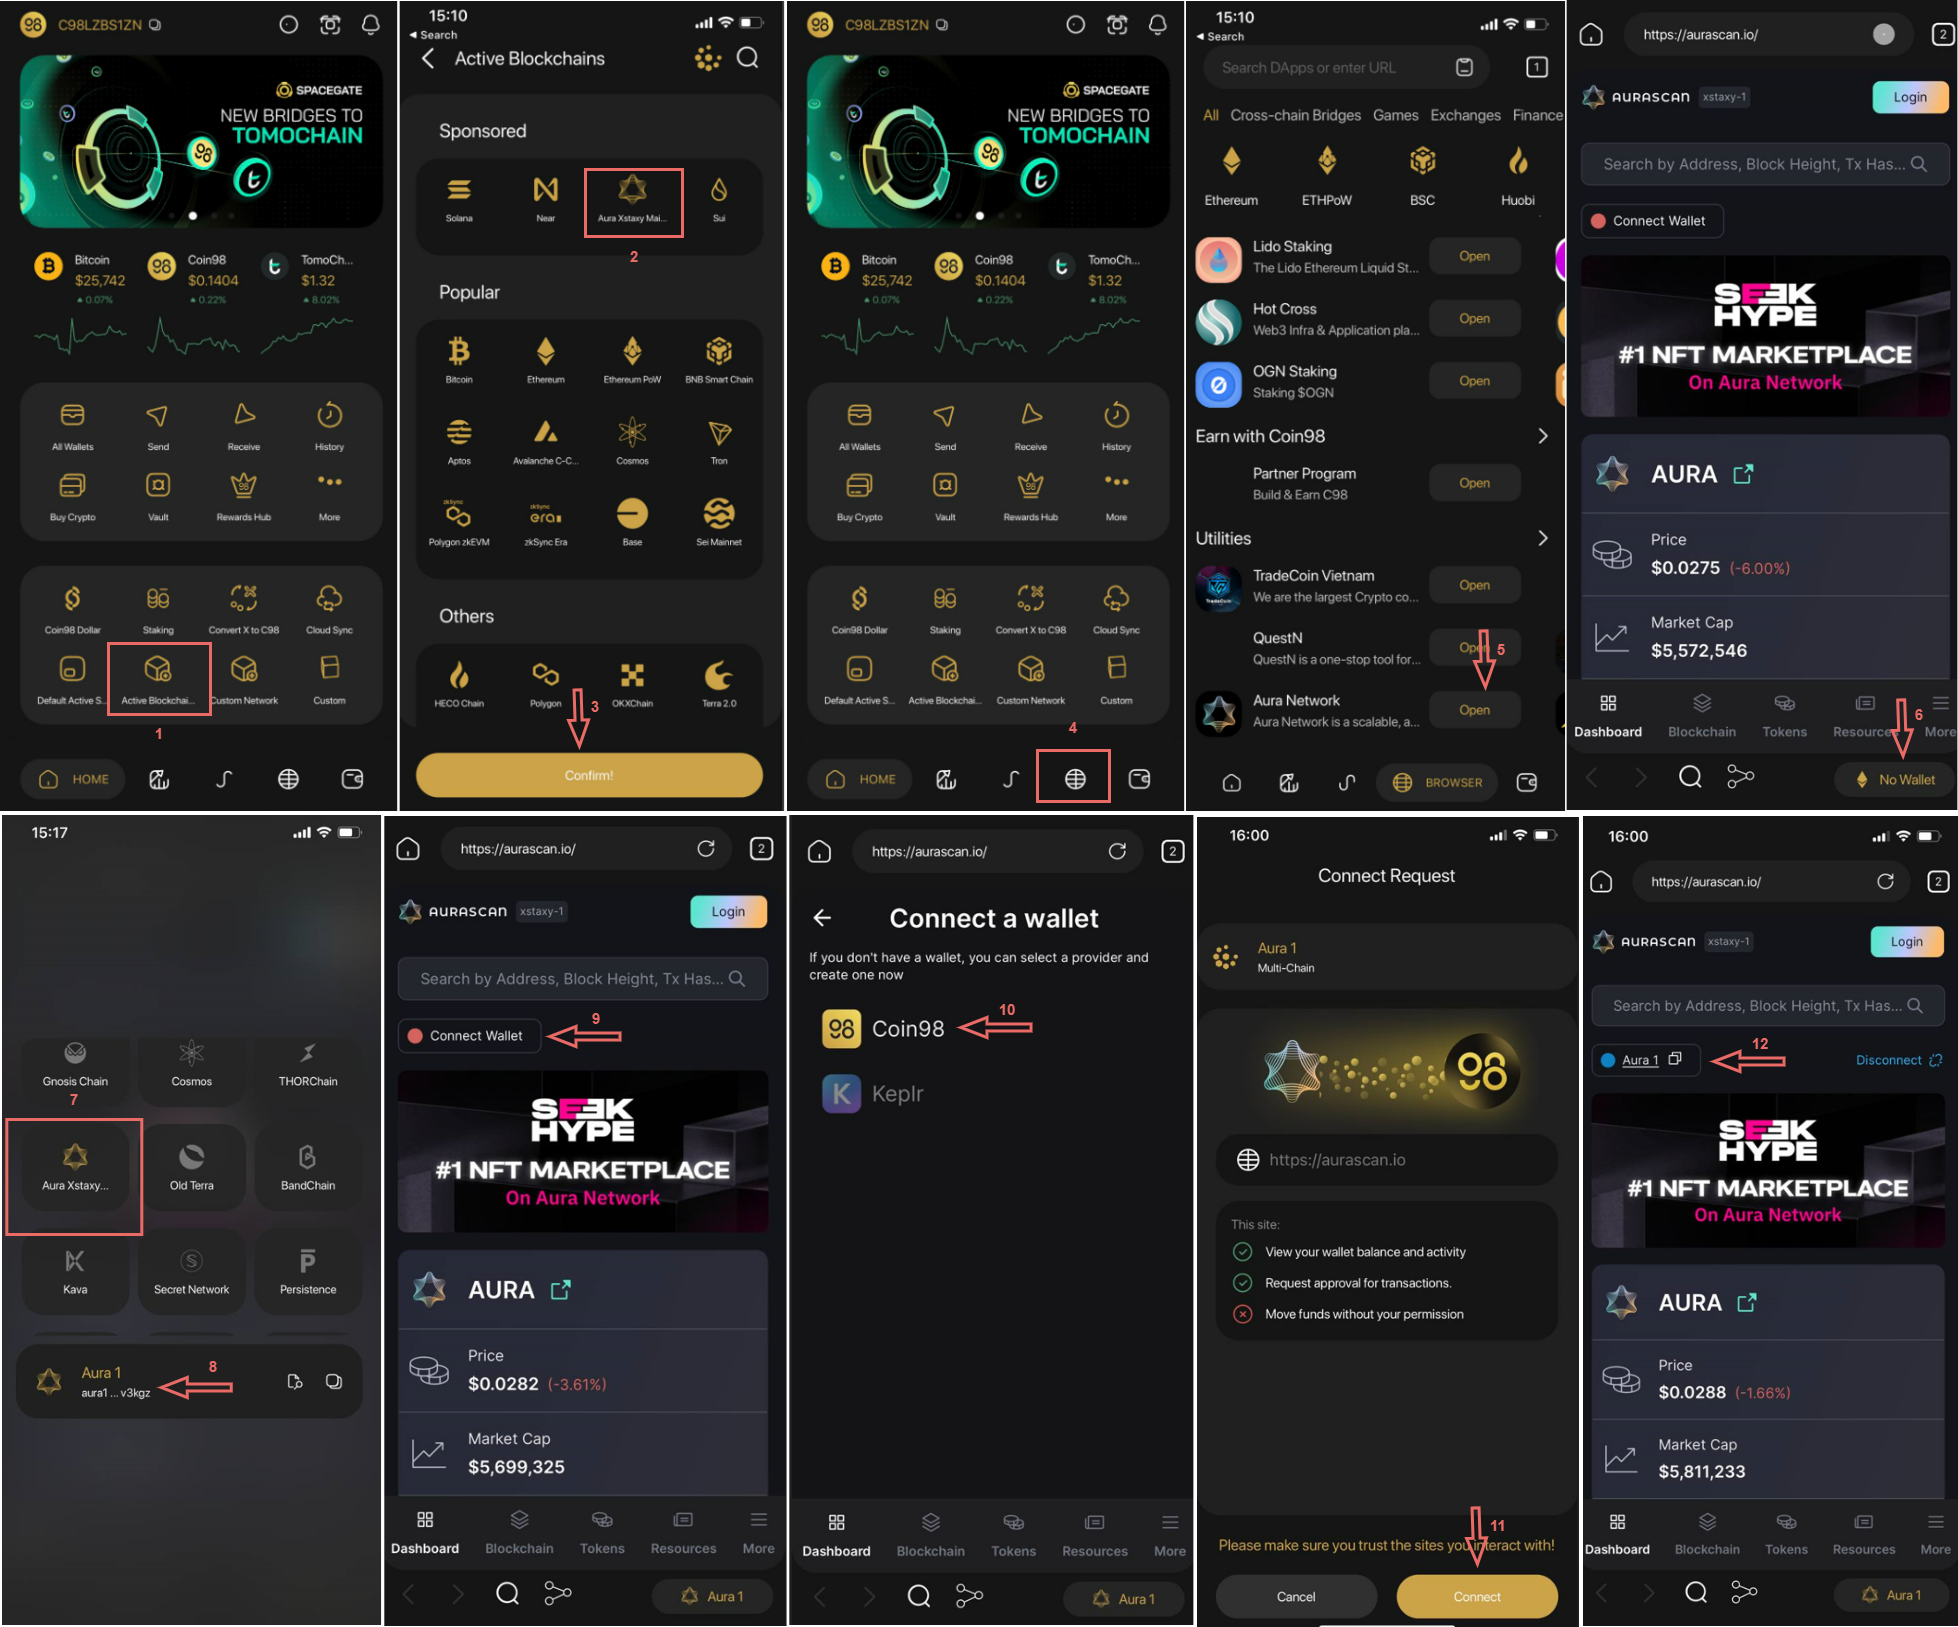 C98LZBS1ZN
SPACEGATE
NEW BRIDGES TO
TOMOCHAIN
Bitcoin
$25,742
0.07%
Coin98
$0.1404
0.22%
TomoCh...
$1.32
8.02%
All Wallets
Send
Receive
History
Buy Crypto
Vault
Rewards Hub
More
Coin98 Dollar
Staking
Convert X to C98
Cloud Sync
Default Active S...
Active Blockchai...
Custom Network
Custom
1
HOME
15:10
Search
Active Blockchains
Sponsored
Solana
Near
Aura Xstaxy Mai...
Sui
2
Popular
Bitcoin
Ethereum
Ethereum PoW
BNB Smart Chain
Aptos
Avalanche C-C...
Cosmos
Tron
zkSync
zkSync
era
Polygon zkEVM
zkSync Era
Base
Sei Mainnet
Others
HECO Chain
Polygon
OKXChain
Terra 2.0
3
Confirm!
C98LZBS1ZN
SPACEGATE
NEW BRIDGES TO
TOMOCHAIN
Bitcoin
$25,742
0.07%
Coin98
$0.1404
0.22%
TomoCh...
$1.32
8.02%
All Wallets
Send
Receive
History
Buy Crypto
Vault
Rewards Hub
More
Coin98 Dollar
Staking
Convert X to C98
Cloud Sync
Default Active S...
Active Blockchai...
Custom Network
Custom
4
HOME
15:10
Search
Search DApps or enter URL
1
All Cross-chain Bridges Games Exchanges Finance
Ethereum
ETHPoW
BSC
Huobi
Lido Staking
The Lido Ethereum Liquid St...
Open
Hot Cross
Web3 Infra & Application pla...
Open
OGN Staking
Staking $OGN
Open
Earn with Coin98
Partner Program
Build & Earn C98
Open
Utilities
TradeCoin Vietnam
We are the largest Crypto co...
Open
QuestN
QuestN is a one-stop tool for...
Open
5
Aura Network
Aura Network is a scalable, a...
Open
BROWSER
https://aurascan.io/
2
AURASCAN
xstaxy-1
Login
Search by Address, Block Height, Tx Has...
Connect Wallet
SEEK
HYPE
#1 NFT MARKETPLACE
On Aura Network
AURA
Price
$0.0275 (-6.00%)
Market Cap
$5,572,546
Dashboard
Blockchain
Tokens
Resources
More
6
No Wallet
15:17
Gnosis Chain
Cosmos
THORChain
7
Aura Xstaxy...
Old Terra
BandChain
Kava
Secret Network
Persistence
Aura 1
aura1 ... v3kgz
8
https://aurascan.io/
2
AURASCAN
xstaxy-1
Login
Search by Address, Block Height, Tx Has...
Connect Wallet
9
SEEK
HYPE
#1 NFT MARKETPLACE
On Aura Network
AURA
Price
$0.0282 (-3.61%)
Market Cap
$5,699,325
Dashboard
Blockchain
Tokens
Resources
More
Aura 1
https://aurascan.io/
2
Connect a wallet
If you don't have a wallet, you can select a provider and
create one now
Coin98
10
Keplr
Dashboard
Blockchain
Tokens
Resources
More
Aura 1
16:00
Connect Request
Aura 1
Multi-Chain
https://aurascan.io
This site:
View your wallet balance and activity
Request approval for transactions.
Move funds without your permission
11
Please make sure you trust the sites you interact with!
Cancel
Connect
16:00
https://aurascan.io/
2
AURASCAN
xstaxy-1
Login
Search by Address, Block Height, Tx Has...
Aura 1
12
Disconnect
SEEK
HYPE
#1 NFT MARKETPLACE
On Aura Network
AURA
Price
$0.0288 (-1.66%)
Market Cap
$5,811,233
Dashboard
Blockchain
Tokens
Resources
More
Aura 1